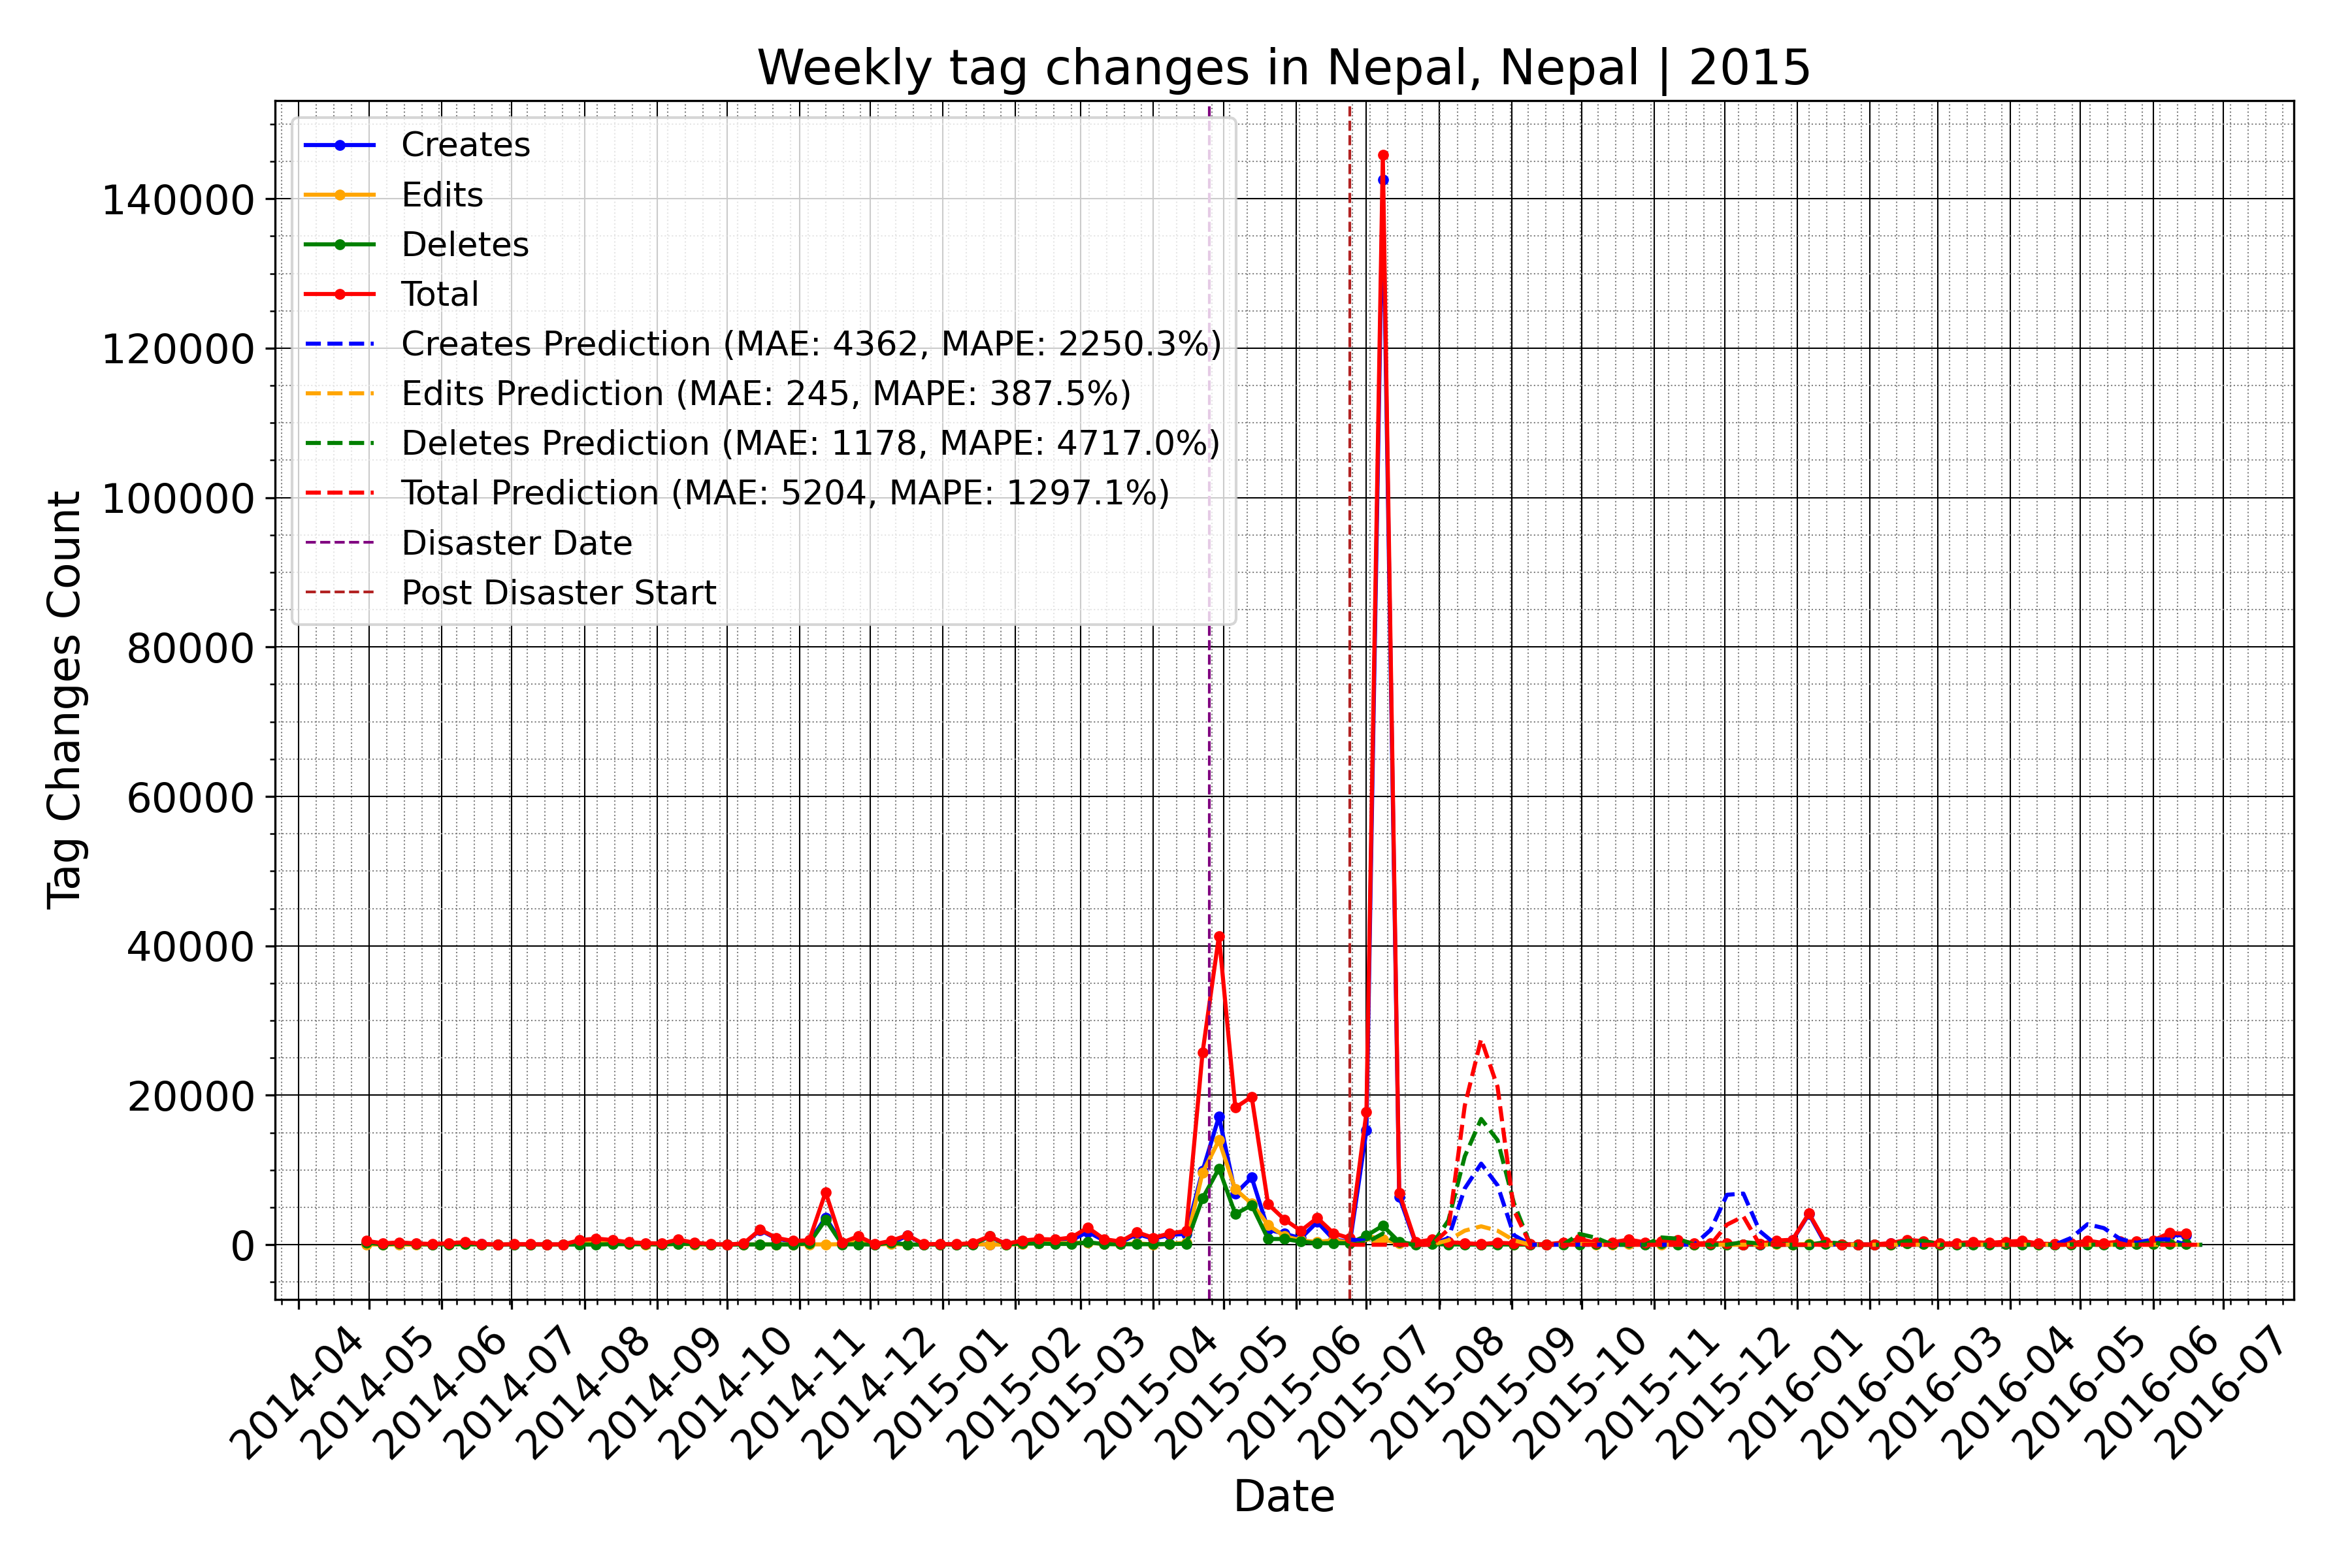 Weekly tag changes in Nepal, Nepal | 2015
Creates
Edits
Deletes
Total
Creates Prediction (MAE: 4362, MAPE: 2250.3%)
Edits Prediction (MAE: 245, MAPE: 387.5%)
Deletes Prediction (MAE: 1178, MAPE: 4717.0%)
Total Prediction (MAE: 5204, MAPE: 1297.1%)
Disaster Date
Post Disaster Start
Tag Changes Count
140000
120000
100000
80000
60000
40000
20000
0
2014-04
2014-05
2014-06
2014-07
2014-08
2014-09
2014-10
2014-11
2014-12
2015-01
2015-02
2015-03
2015-04
2015-05
2015-06
2015-07
2015-08
2015-09
2015-10
2015-11
2015-12
2016-01
2016-02
2016-03
2016-04
2016-05
2016-06
2016-07
Date